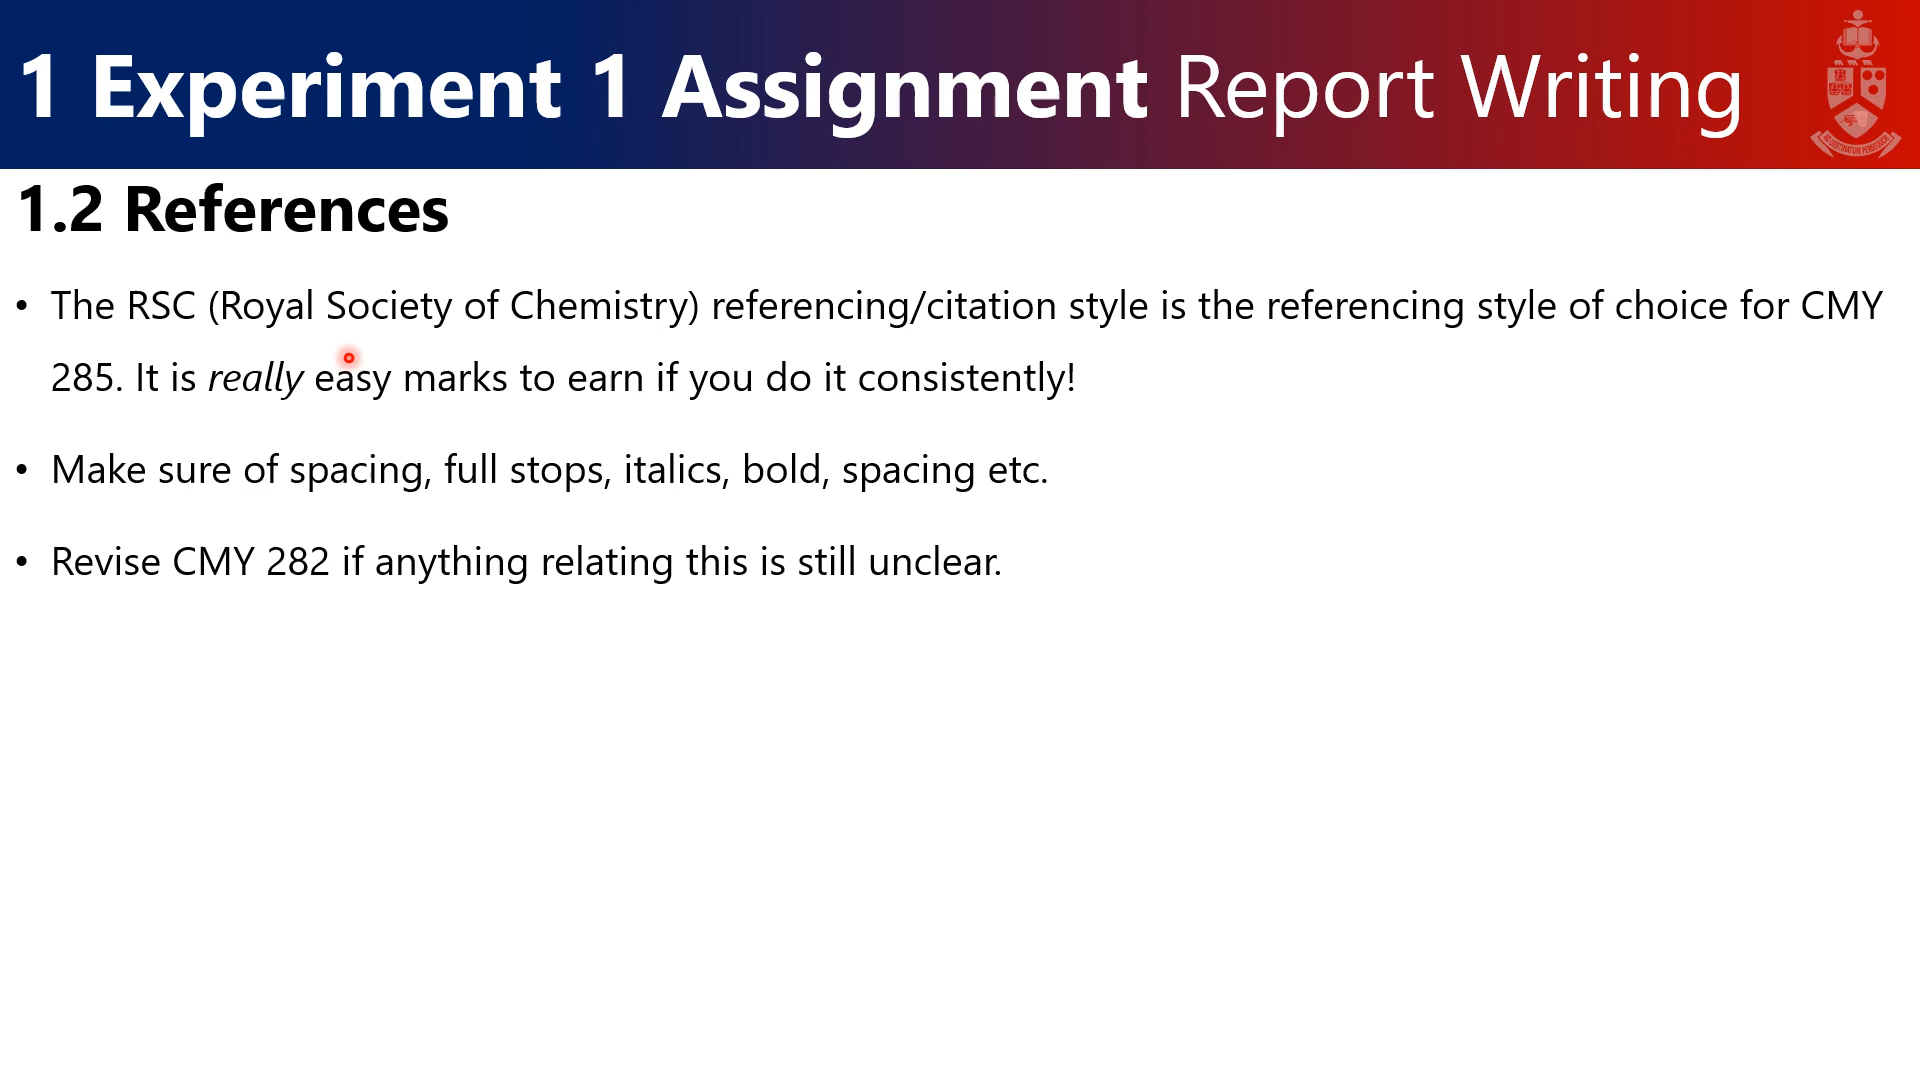 1 Experiment 1 Assignment Report Writing
1.2 References
• The RSC (Royal Society of Chemistry) referencing/citation style is the referencing style of choice for CMY
285. It is really easy marks to earn if you do it consistently!
• Make sure of spacing, full stops, italics, bold, spacing etc.
• Revise CMY 282 if anything relating this is still unclear.
AD DESTINATUM PERSEQUOR